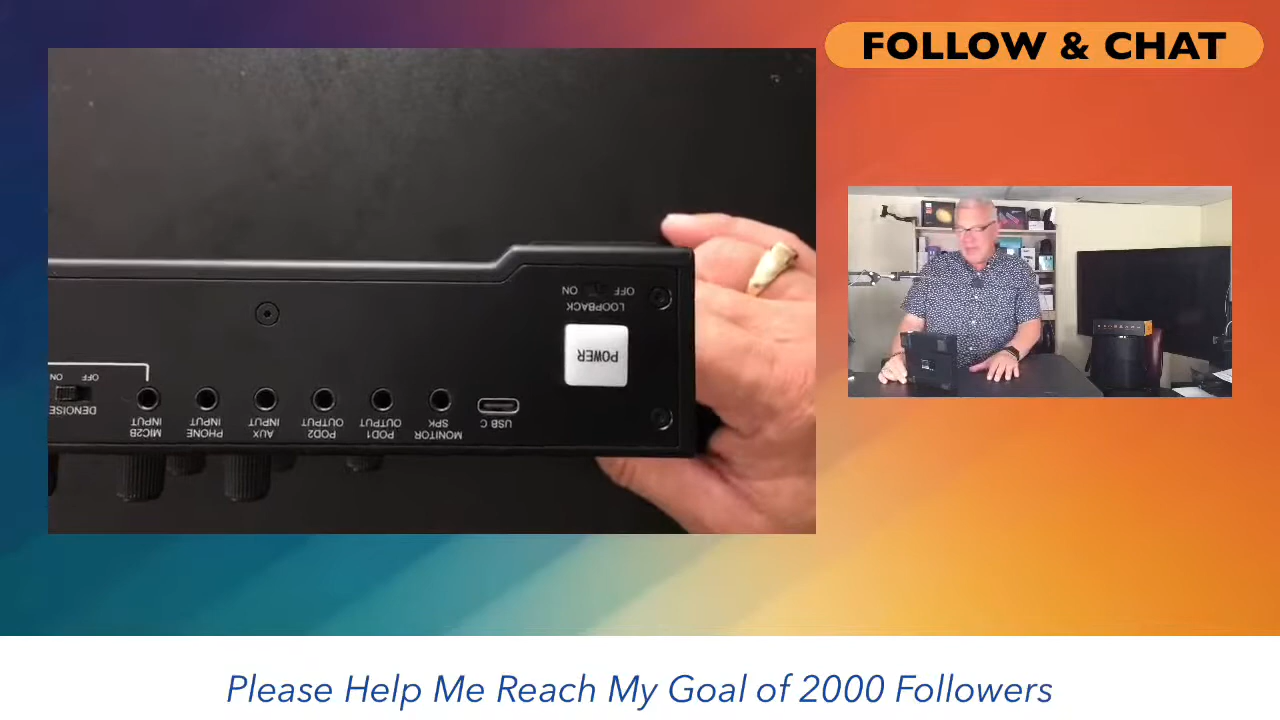 FOLLOW & CHAT
OFF ON
LOOPBACK
POWER
USB C
MONITOR
SPK
POD1
OUTPUT
POD2
OUTPUT
AUX
INPUT
PHONE
INPUT
MIC2B
INPUT
OFF ON
DENOISE
Please Help Me Reach My Goal of 2000 Followers